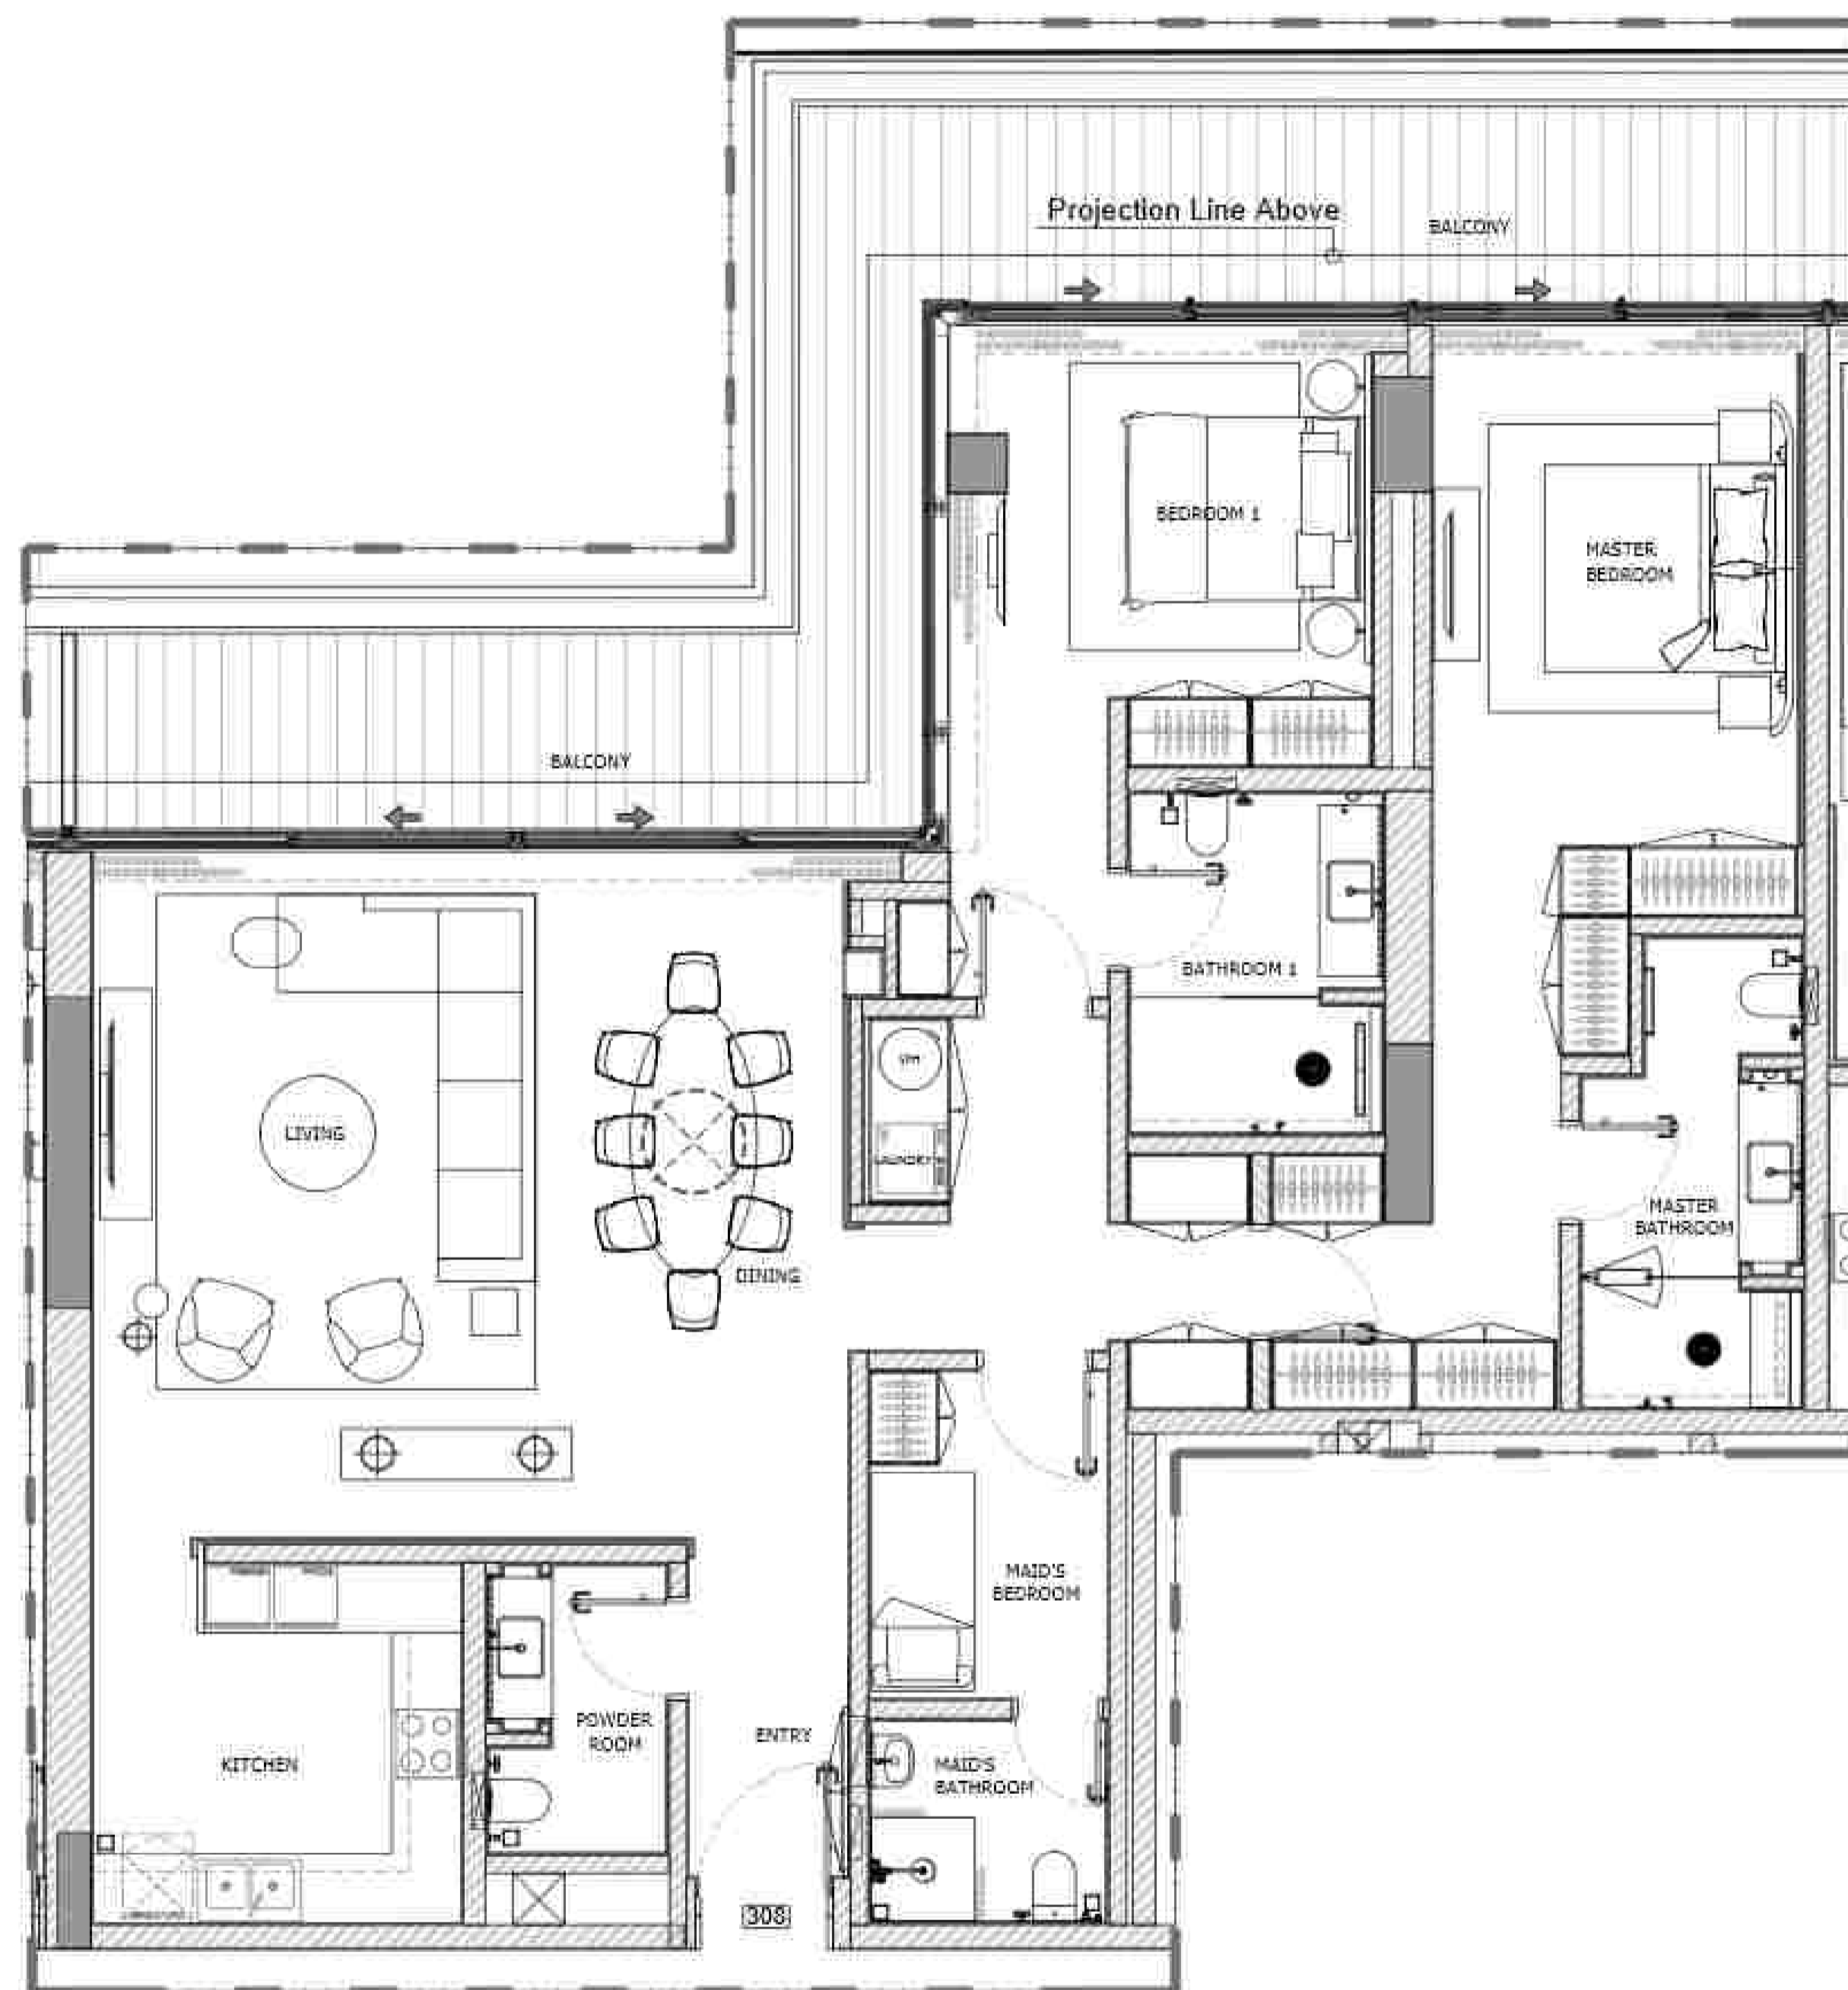 Projection Line Above
BALCONY
BEDROOM 1
MASTER
BEDROOM
BALCONY
BATHROOM 1
LIVING
LAUNDRY
MASTER
BATHROOM
DINING
MAID'S
BEDROOM
POWDER
ROOM
ENTRY
KITCHEN
MAID'S
BATHROOM
308